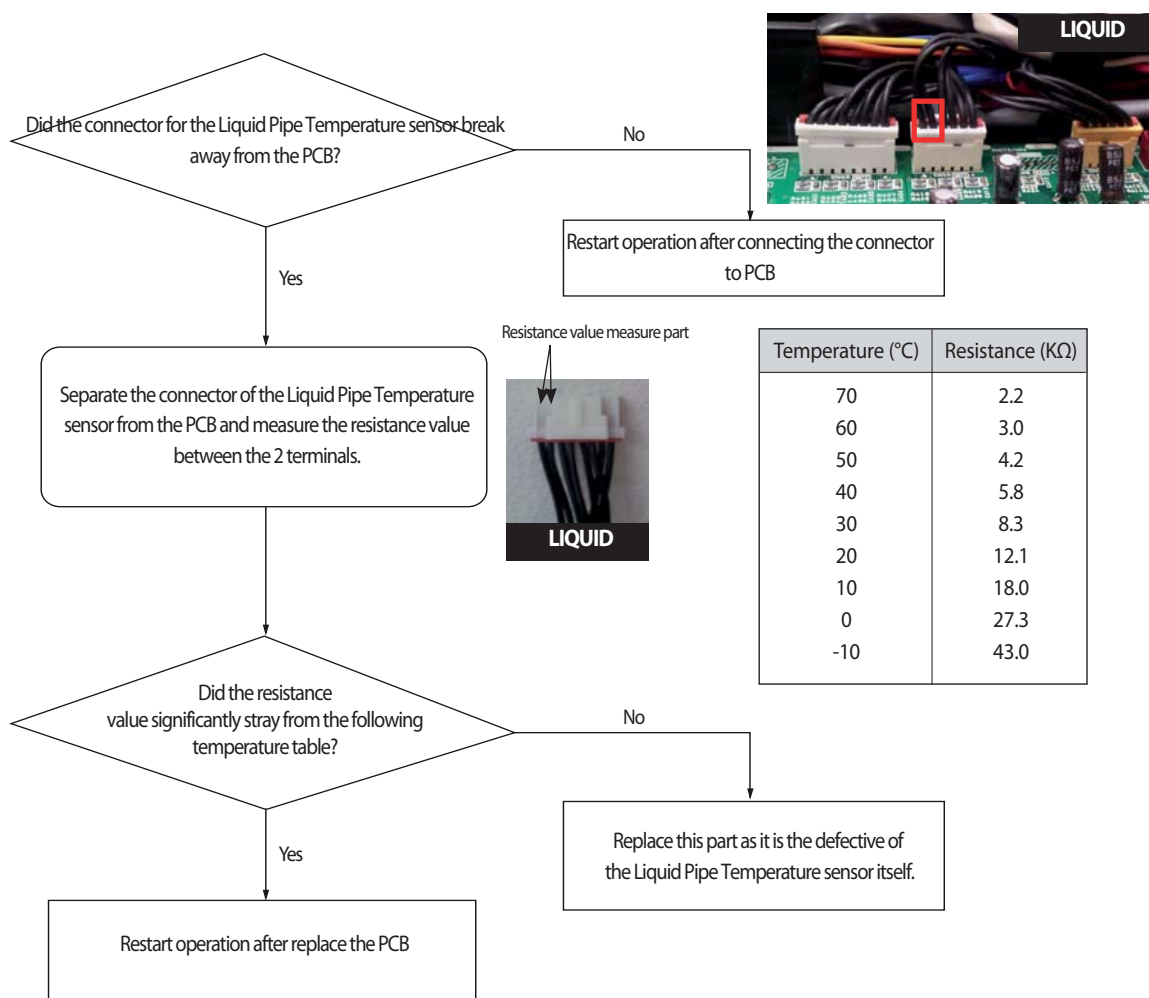 LIQUID
Did the connector for the Liquid Pipe Temperature sensor break
away from the PCB?
No
Restart operation after connecting the connector
to PCB
Yes
Resistance value measure part
Separate the connector of the Liquid Pipe Temperature
sensor from the PCB and measure the resistance value
between the 2 terminals.
LIQUID
Temperature (°C) Resistance (KΩ)
70 2.2
60 3.0
50 4.2
40 5.8
30 8.3
20 12.1
10 18.0
0 27.3
-10 43.0
Did the resistance
value significantly stray from the following
temperature table?
No
Replace this part as it is the defective of
the Liquid Pipe Temperature sensor itself.
Yes
Restart operation after replace the PCB